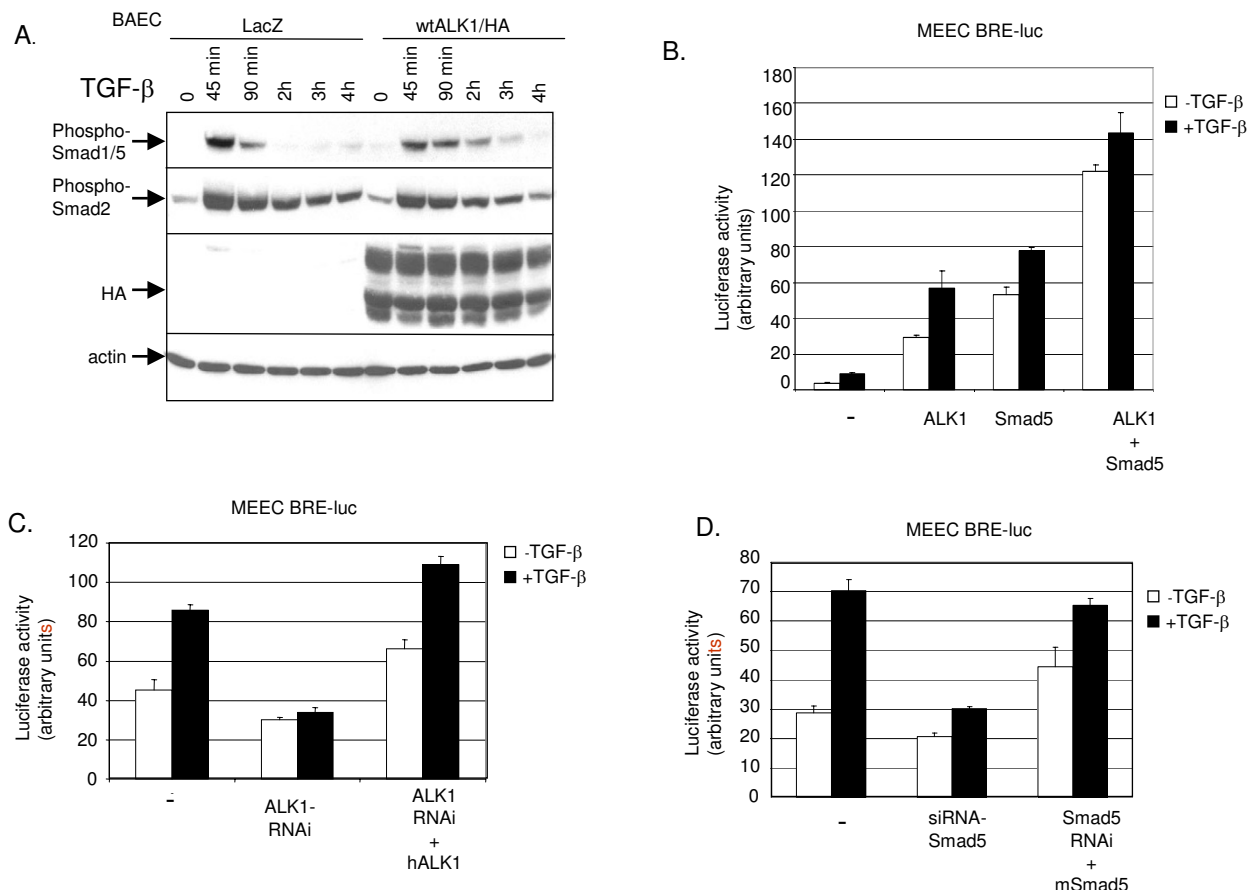 A.
BAEC
LacZ
wtALK1/HA
TGF-β
0
45 min
90 min
2h
3h
4h
0
45 min
90 min
2h
3h
4h
Phospho-
Smad1/5
Phospho-
Smad2
HA
actin
B.
MEEC BRE-luc
Luciferase activity
(arbitrary units)
180
160
140
120
100
80
60
40
20
0
-
ALK1
Smad5
ALK1
+
Smad5
-TGF-β
+TGF-β
C.
MEEC BRE-luc
Luciferase activity
(arbitrary units)
120
100
80
60
40
20
0
-
ALK1-
RNAi
ALK1
RNAi
+
hALK1
-TGF-β
+TGF-β
D.
MEEC BRE-luc
Luciferase activity
(arbitrary units)
80
70
60
50
40
30
20
10
0
-
siRNA-
Smad5
Smad5
RNAi
+
mSmad5
-TGF-β
+TGF-β